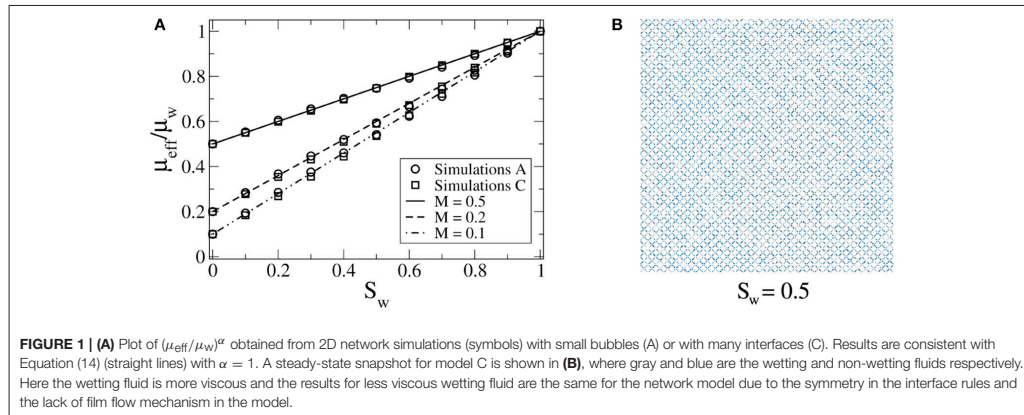 A
B
1
0.8
0.6
0.4
0.2
0
μeff/μw
Simulations A
Simulations C
M = 0.5
M = 0.2
M = 0.1
0 0.2 0.4 0.6 0.8 1
Sw
Sw = 0.5
FIGURE 1 | (A) Plot of (μeff/μw)α obtained from 2D network simulations (symbols) with small bubbles (A) or with many interfaces (C). Results are consistent with
Equation (14) (straight lines) with α = 1. A steady-state snapshot for model C is shown in (B), where gray and blue are the wetting and non-wetting fluids respectively.
Here the wetting fluid is more viscous and the results for less viscous wetting fluid are the same for the network model due to the symmetry in the interface rules and
the lack of film flow mechanism in the model.